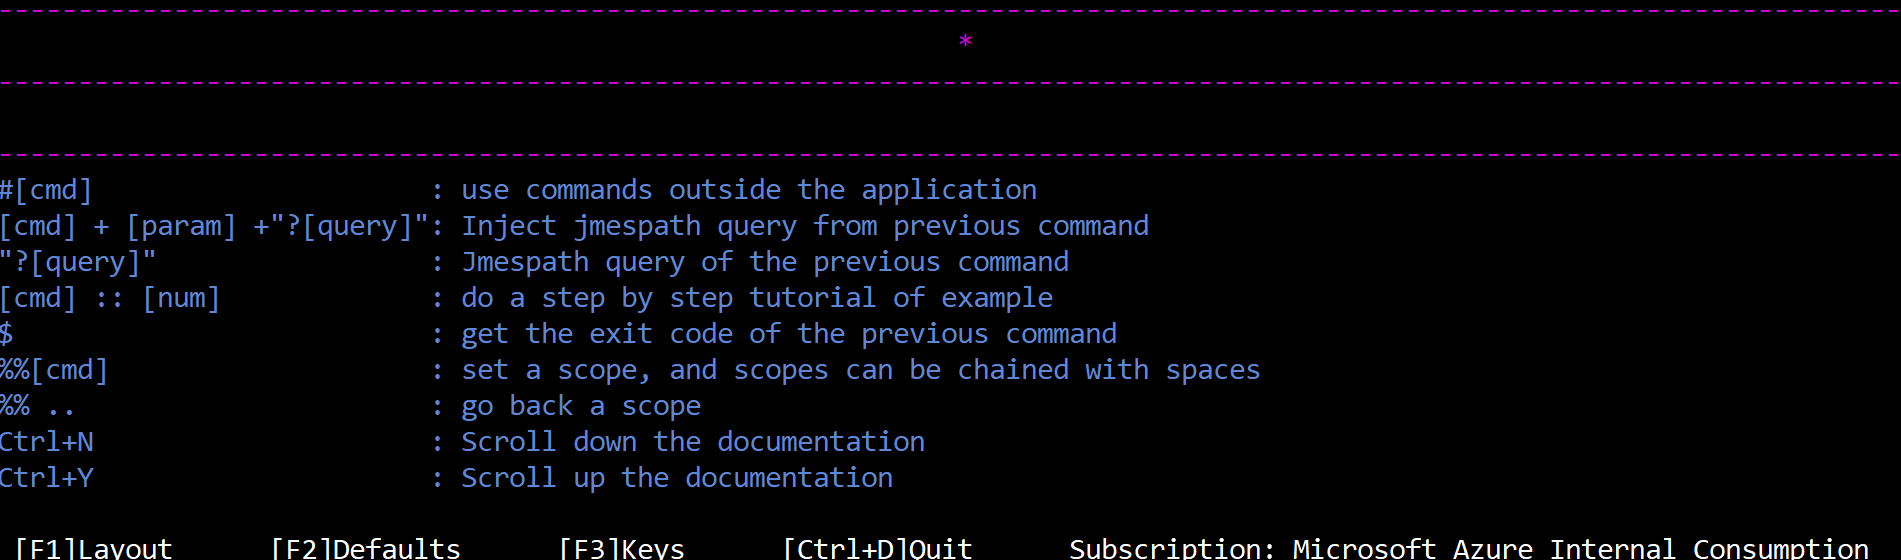 *
#[cmd] : use commands outside the application
[cmd] + [param] +"?[query]": Inject jmespath query from previous command
"?[query]" : Jmespath query of the previous command
[cmd] :: [num] : do a step by step tutorial of example
$ : get the exit code of the previous command
%%[cmd] : set a scope, and scopes can be chained with spaces
%% .. : go back a scope
Ctrl+N : Scroll down the documentation
Ctrl+Y : Scroll up the documentation
[F1]Layout [F2]Defaults [F3]Keys [Ctrl+D]Quit Subscription: Microsoft Azure Internal Consumption